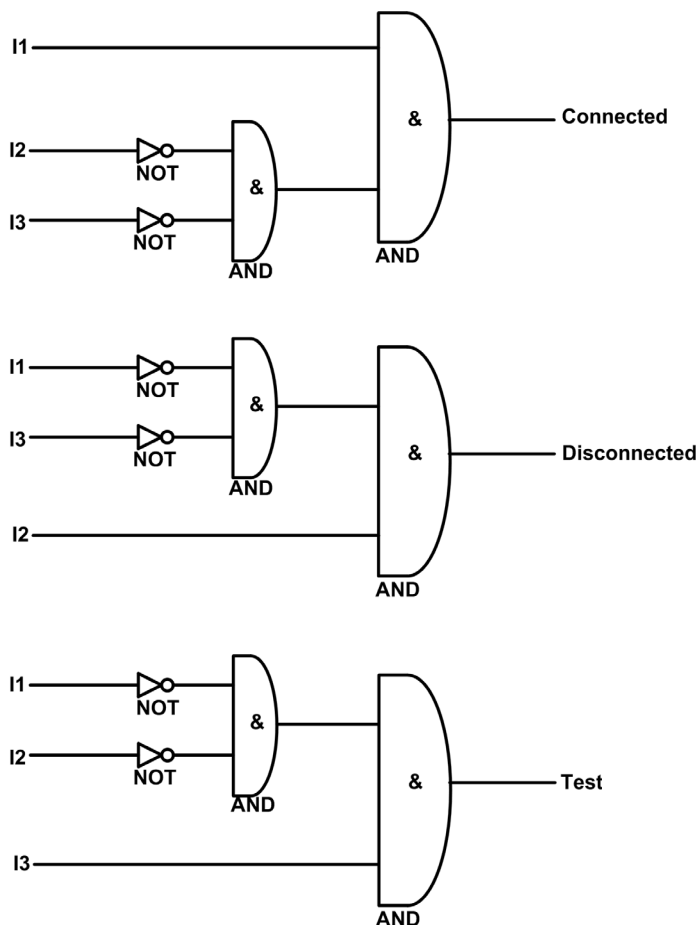 I1
&
Connected
I2
NOT
&
I3
NOT
AND
AND
I1
NOT
&
I3
NOT
&
Disconnected
AND
I2
AND
I1
NOT
&
I2
NOT
&
Test
AND
I3
AND